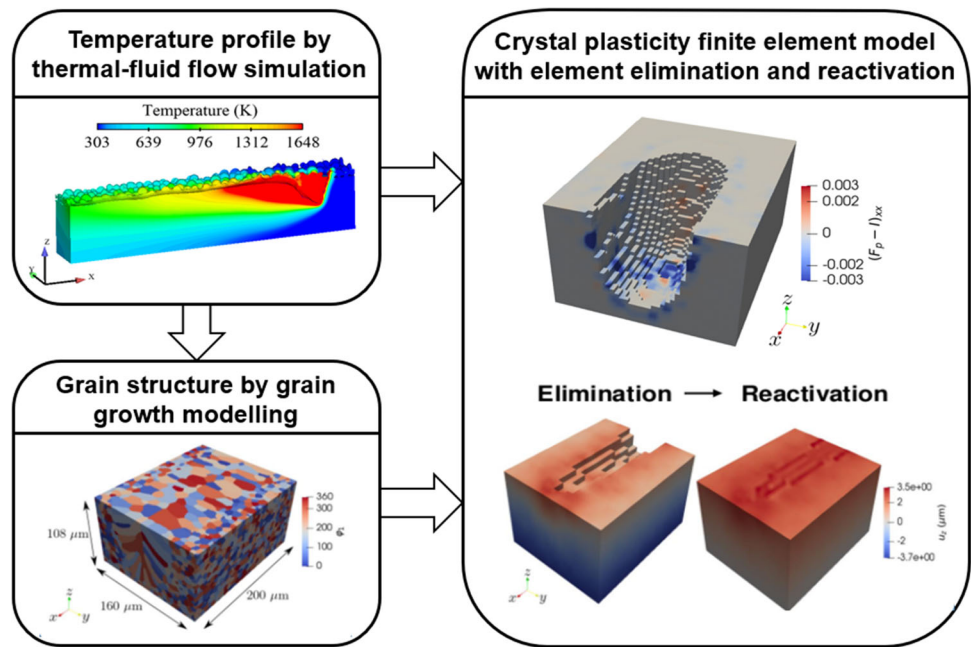 Temperature profile by
thermal-fluid flow simulation
Temperature (K)
303 639 976 1312 1648
z
Y
x
Grain structure by grain
growth modelling
108 μm
160 μm
200 μm
360
300
200
100
0
φ₁
z
x
y
Crystal plasticity finite element model
with element elimination and reactivation
0.003
0.002
0
-0.002
-0.003
(Fₚ − I)ₓₓ
z
x
y
Elimination → Reactivation
3.5e+00
2
0
-2
-3.7e+00
u_z (μm)
z
x
y